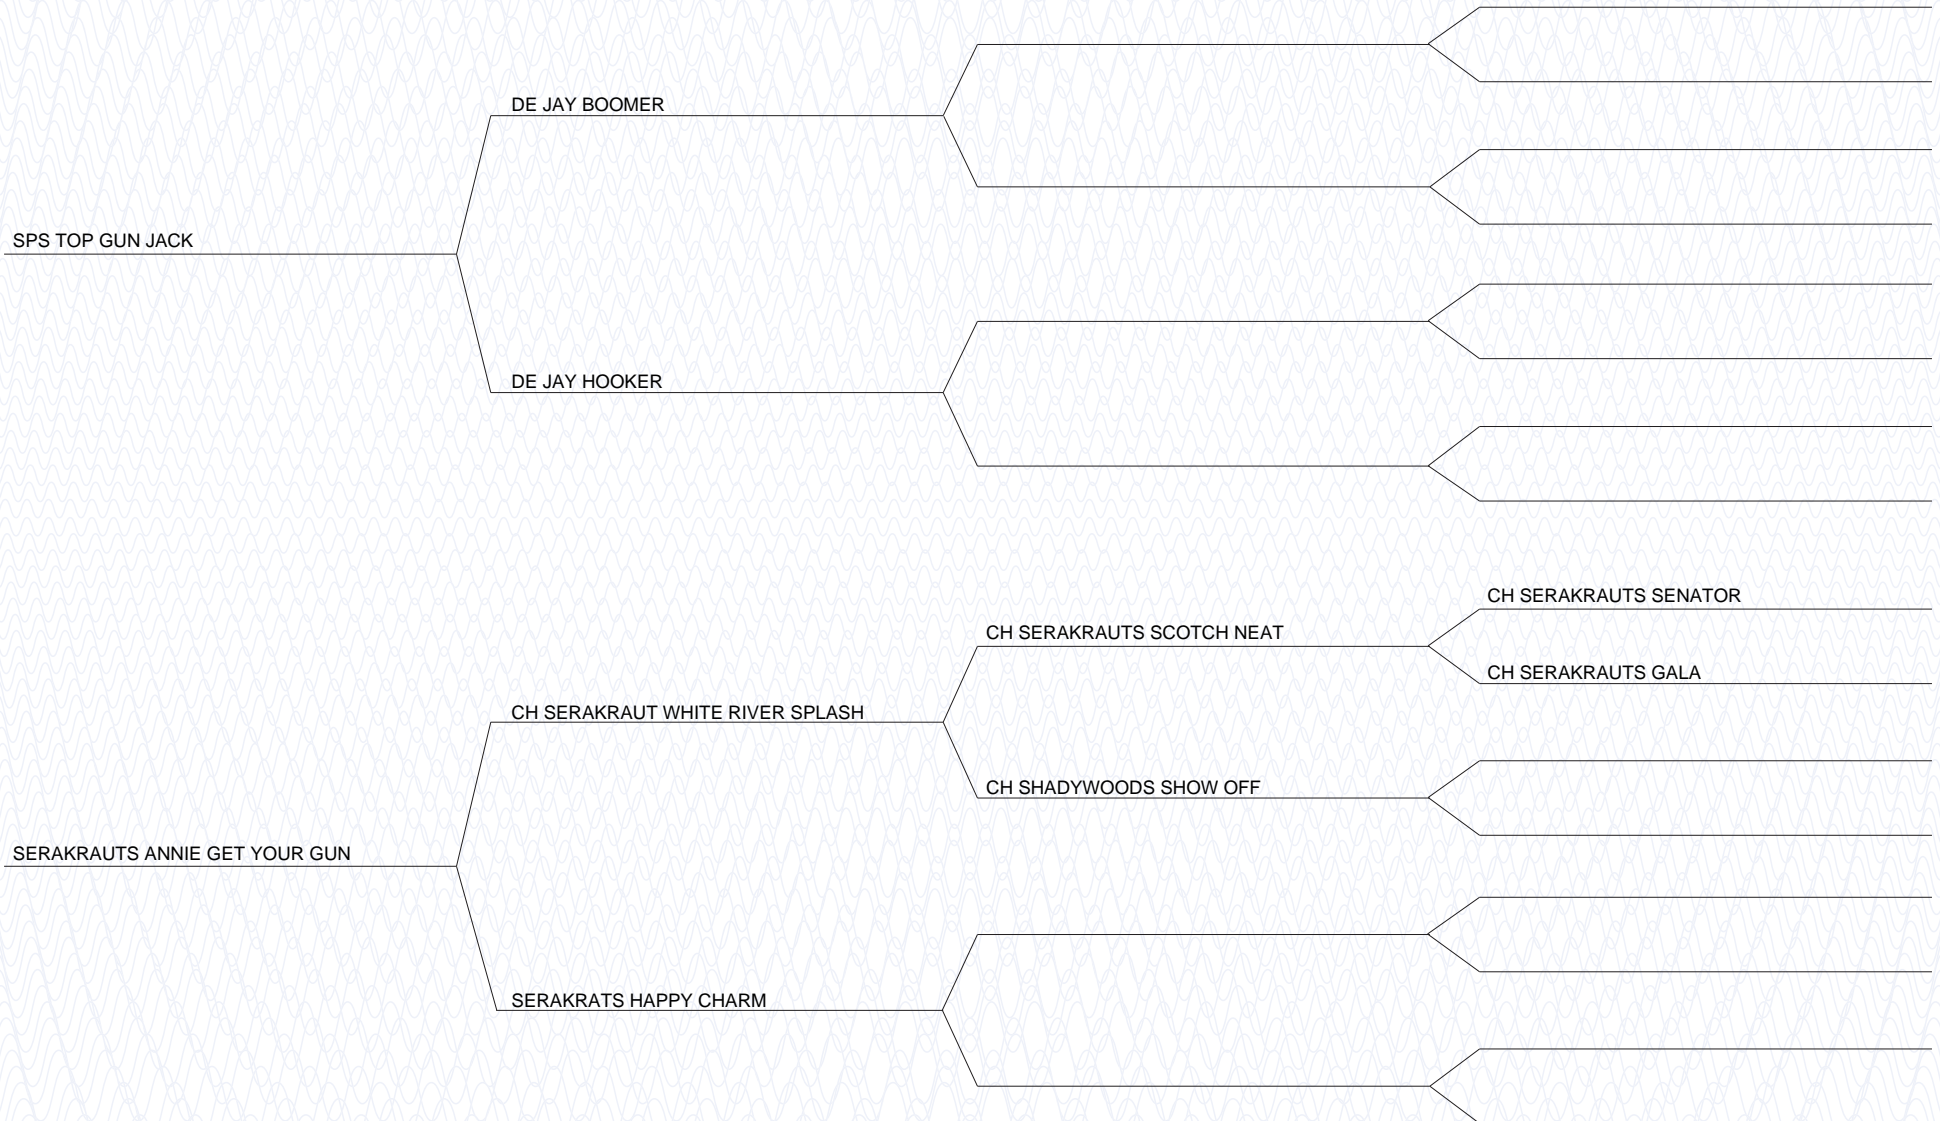 DE JAY BOOMER
SPS TOP GUN JACK
DE JAY HOOKER
CH SERAKRAUTS SENATOR
CH SERAKRAUTS SCOTCH NEAT
CH SERAKRAUTS GALA
CH SERAKRAUT WHITE RIVER SPLASH
CH SHADYWOODS SHOW OFF
SERAKRAUTS ANNIE GET YOUR GUN
SERAKRATS HAPPY CHARM